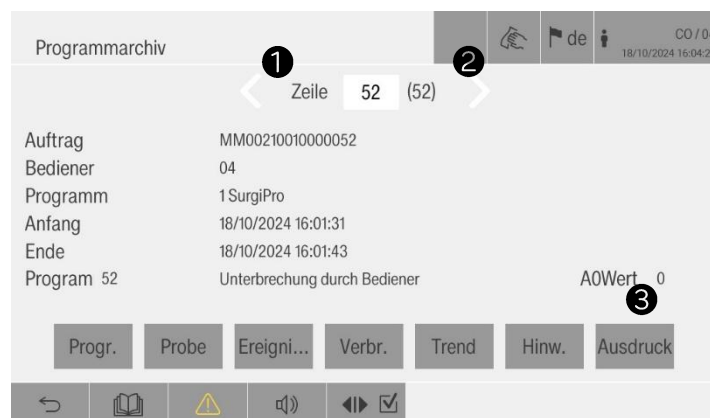 Programmarchiv
de
CO / 0
18/10/2024 16:04:2
1
2
Zeile 52 (52)
Auftrag MM00210010000052
Bediener 04
Programm 1 SurgiPro
Anfang 18/10/2024 16:01:31
Ende 18/10/2024 16:01:43
Program 52 Unterbrechung durch Bediener A0Wert 0
3
Progr. Probe Ereigni... Verbr. Trend Hinw. Ausdruck